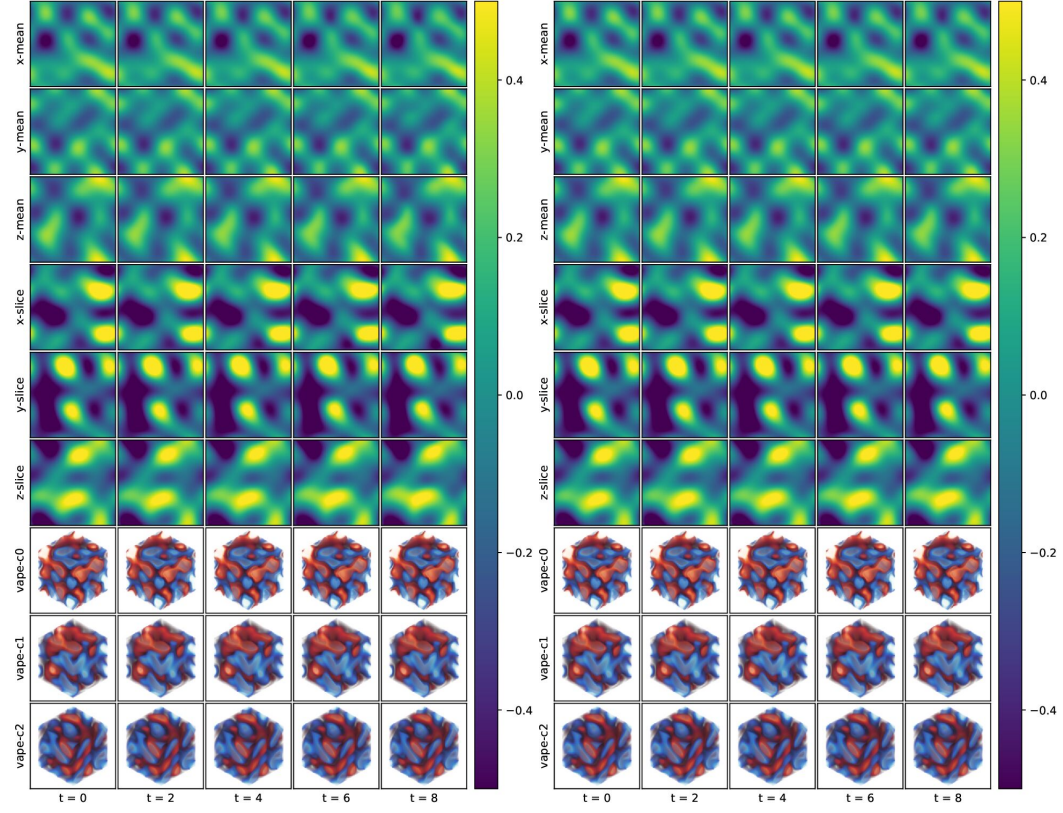 x-mean
y-mean
z-mean
x-slice
y-slice
z-slice
vape-c0
vape-c1
vape-c2
t = 0 t = 2 t = 4 t = 6 t = 8
0.4
0.2
0.0
−0.2
−0.4
x-mean
y-mean
z-mean
x-slice
y-slice
z-slice
vape-c0
vape-c1
vape-c2
t = 0 t = 2 t = 4 t = 6 t = 8
0.4
0.2
0.0
−0.2
−0.4